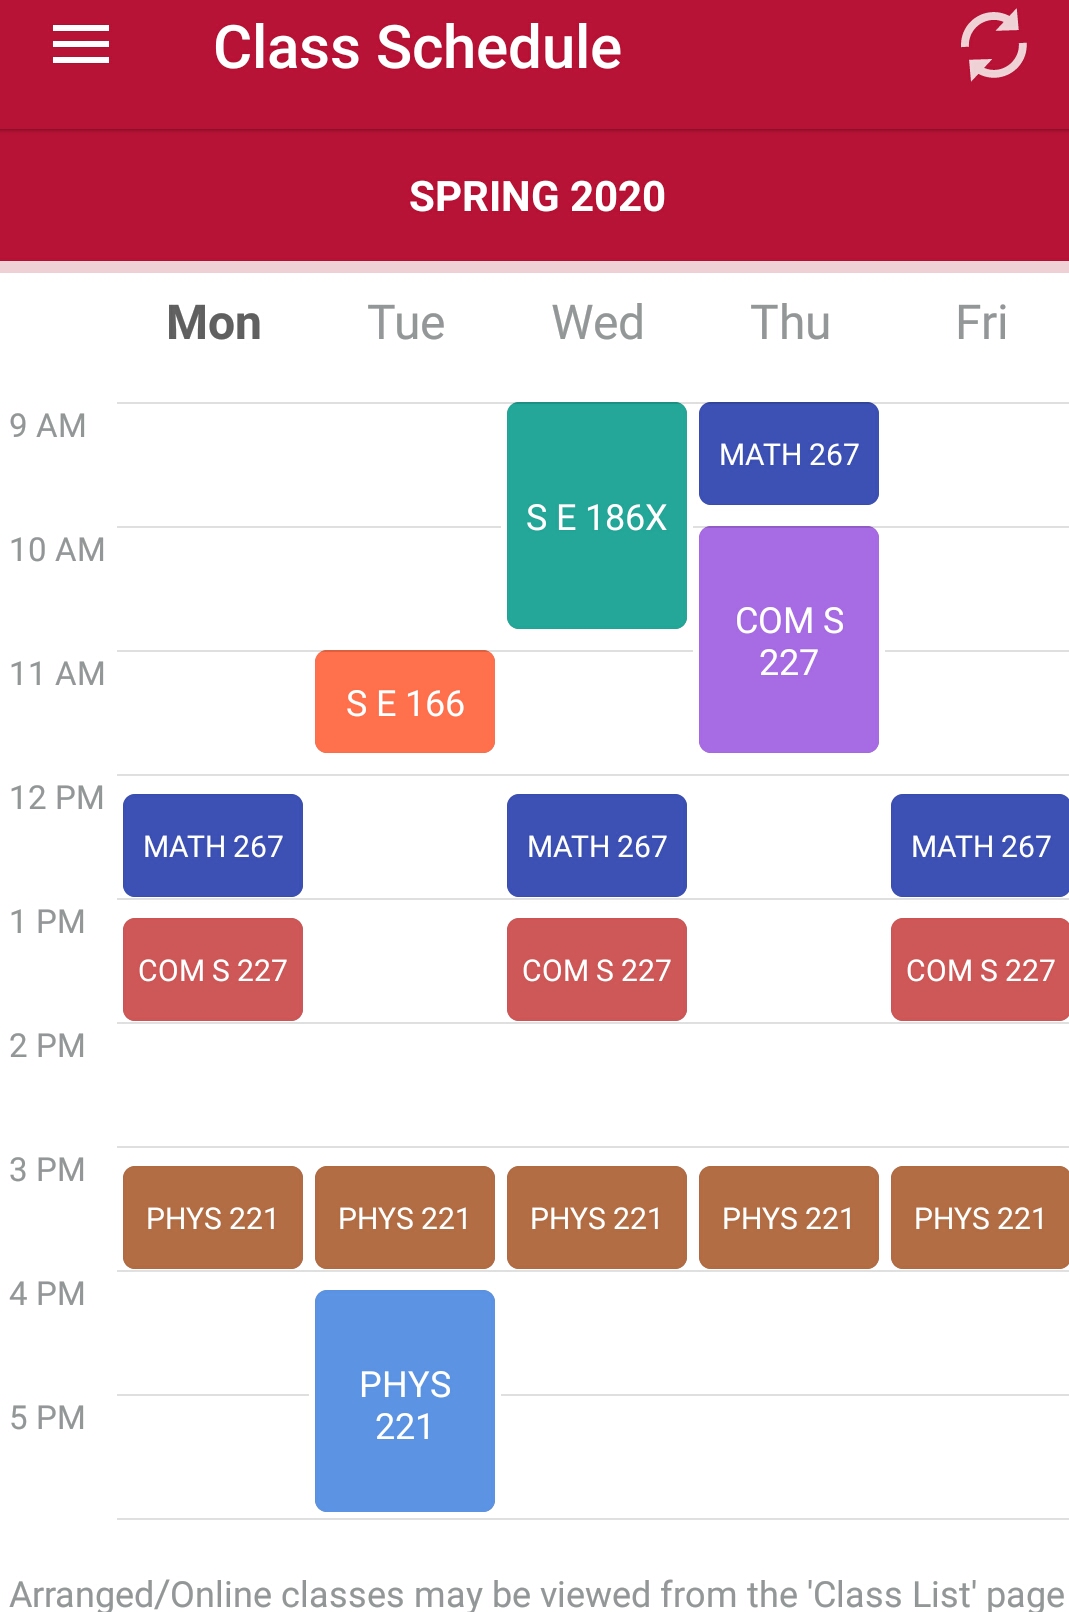 Class Schedule
SPRING 2020
Mon Tue Wed Thu Fri
9 AM
MATH 267
S E 186X
10 AM
COM S
227
11 AM
S E 166
12 PM
MATH 267 MATH 267 MATH 267
1 PM
COM S 227 COM S 227 COM S 227
2 PM
3 PM
PHYS 221 PHYS 221 PHYS 221 PHYS 221 PHYS 221
4 PM
PHYS
221
5 PM
Arranged/Online classes may be viewed from the 'Class List' page